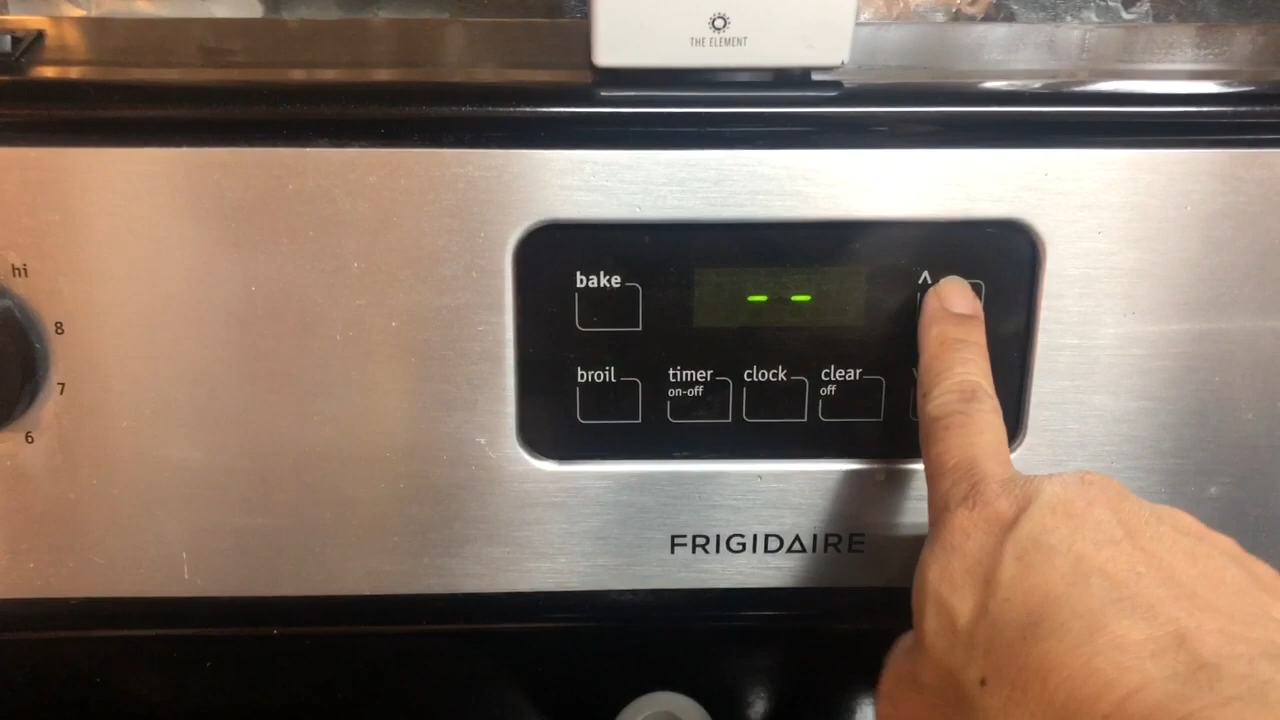 THE ELEMENT
hi
8
7
6
bake
-- 
^
broil
timer
on-off
clock
clear
off
FRIGIDAIRE